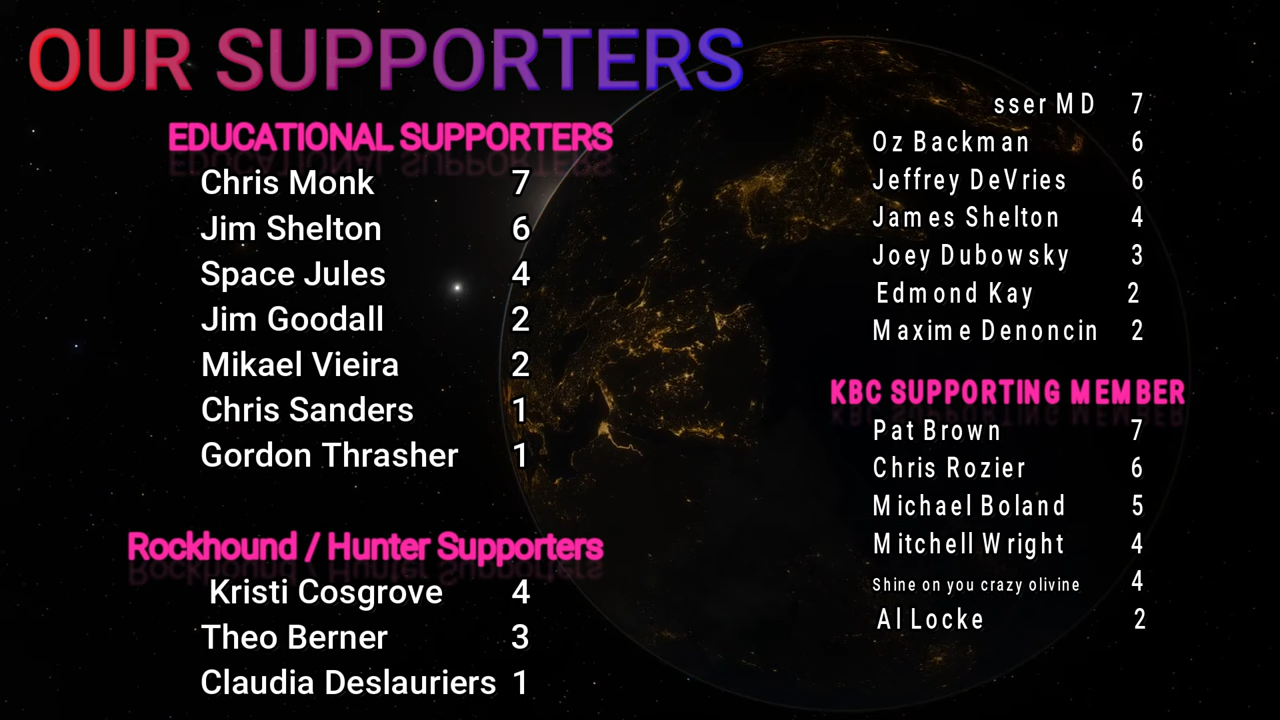 OUR SUPPORTERS
EDUCATIONAL SUPPORTERS
Chris Monk 7
Jim Shelton 6
Space Jules 4
Jim Goodall 2
Mikael Vieira 2
Chris Sanders 1
Gordon Thrasher 1
Rockhound / Hunter Supporters
Kristi Cosgrove 4
Theo Berner 3
Claudia Deslauriers 1
sser MD 7
Oz Backman 6
Jeffrey DeVries 6
James Shelton 4
Joey Dubowsky 3
Edmond Kay 2
Maxime Denoncin 2
KBC SUPPORTING MEMBER
Pat Brown 7
Chris Rozier 6
Michael Boland 5
Mitchell Wright 4
Shine on you crazy olivine 4
Al Locke 2